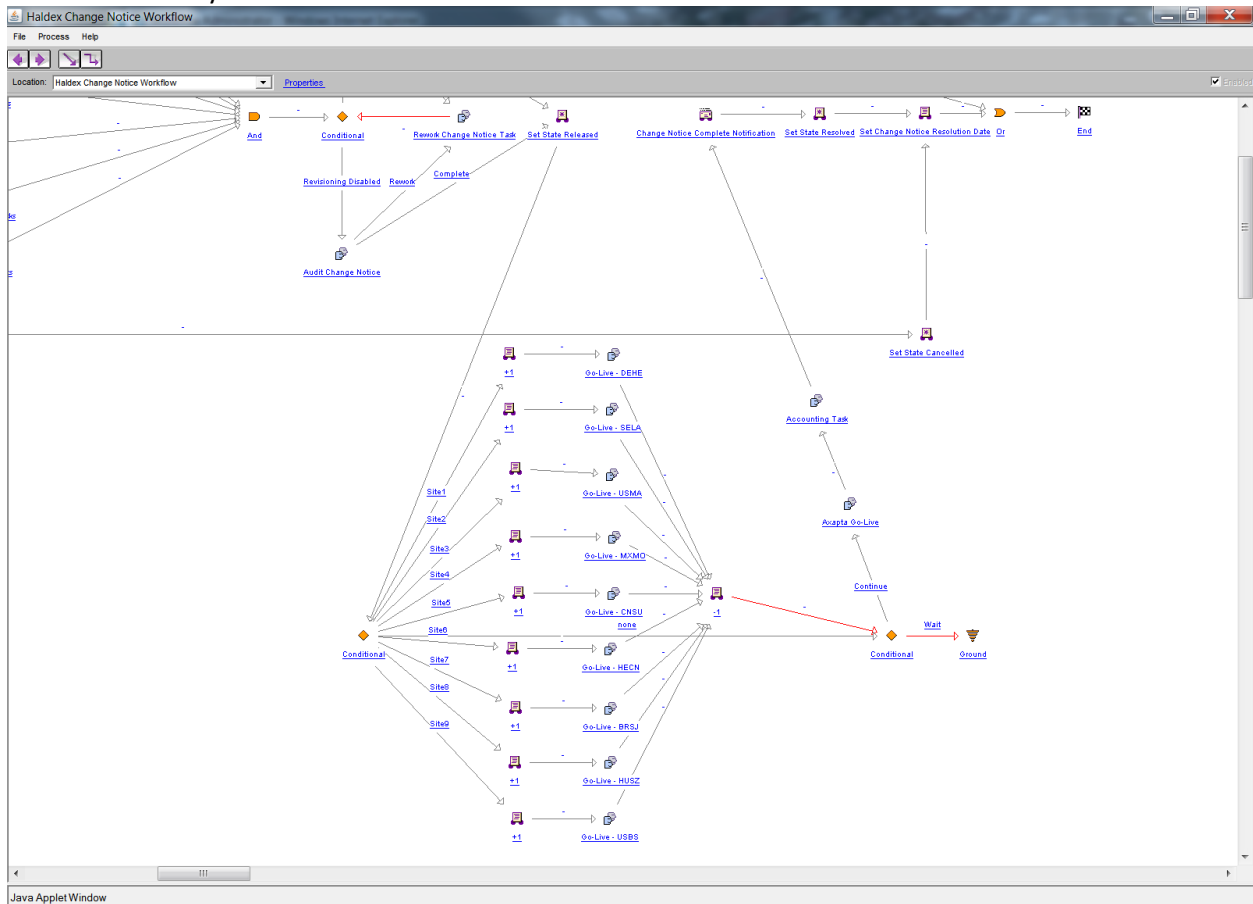 Haldex Change Notice Workflow
File Process Help
Location: Haldex Change Notice Workflow Properties Enabled
And
Conditional
Rework Change Notice Task
Set State Released
Change Notice Complete Notification
Set State Resolved
Set Change Notice Resolution Date
Or
End
Revisioning Disabled
Rework
Complete
Audit Change Notice
Set State Cancelled
+1
Go-Live - DEHE
+1
Go-Live - SELA
Accounting Task
+1
Go-Live - USMA
Site1
Site2
Axapta Go-Live
Site3
+1
Go-Live - MXMO
Site4
Continue
Site5
+1
Go-Live - CNSU
-1
none
Wait
Site6
Conditional
Conditional
Ground
Site7
+1
Go-Live - HECN
Site8
Site9
+1
Go-Live - BRSJ
+1
Go-Live - HUSZ
+1
Go-Live - USBS
Java Applet Window